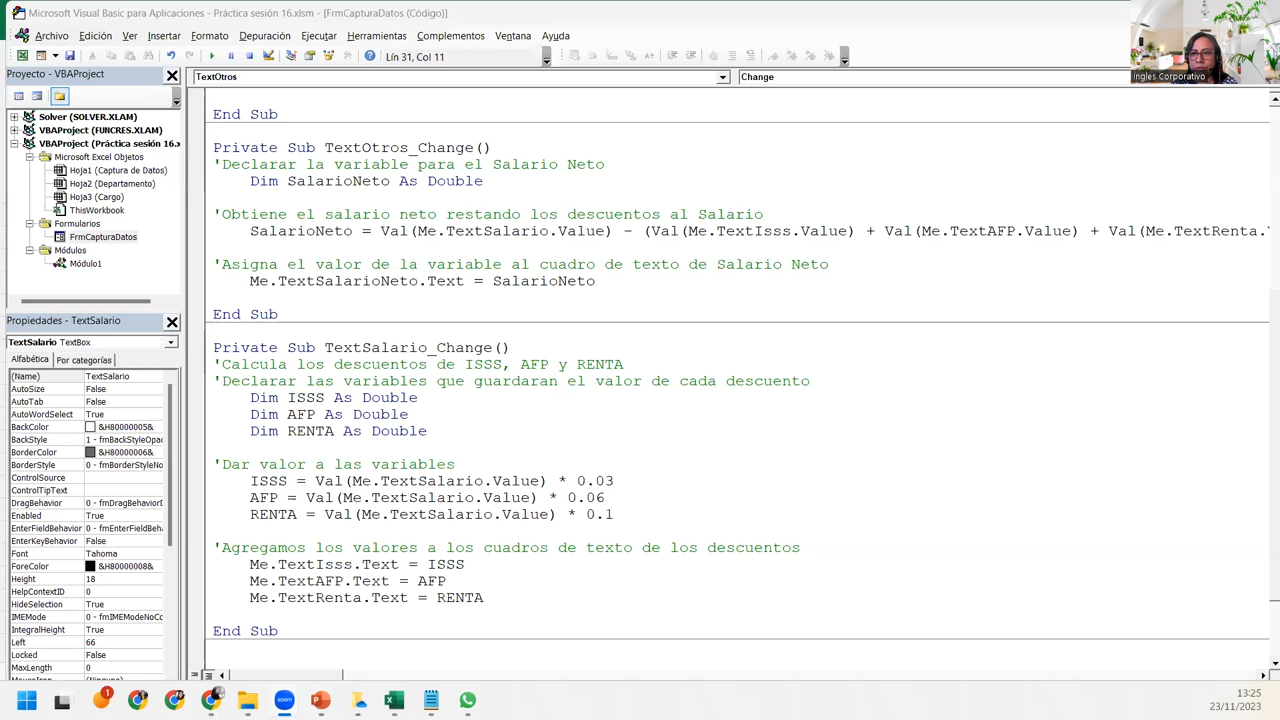 Microsoft Visual Basic para Aplicaciones - Práctica sesión 16.xlsm - [FrmCapturaDatos (Código)]
Archivo Edición Ver Insertar Formato Depuración Ejecutar Herramientas Complementos Ventana Ayuda
Lín 31, Col 11
Ingles Corporativo
Proyecto - VBAProject
TextOtros
Change
Solver (SOLVER.XLAM)
VBAProject (FUNCRES.XLAM)
VBAProject (Práctica sesión 16.x
Microsoft Excel Objetos
Hoja1 (Captura de Datos)
Hoja2 (Departamento)
Hoja3 (Cargo)
ThisWorkbook
Formularios
FrmCapturaDatos
Módulos
Módulo1
Propiedades - TextSalario
TextSalario TextBox
Alfabética Por categorías
(Name) TextSalario
AutoSize False
AutoTab False
AutoWordSelect True
BackColor &H80000005&
BackStyle 1 - fmBackStyleOpac
BorderColor &H80000006&
BorderStyle 0 - fmBorderStyleNo
ControlSource
ControlTipText
DragBehavior 0 - fmDragBehaviorD
Enabled True
EnterFieldBehavior 0 - fmEnterFieldBeha
EnterKeyBehavior False
Font Tahoma
ForeColor &H80000008&
Height 18
HelpContextID 0
HideSelection True
IMEMode 0 - fmIMEModeNoCo
IntegralHeight True
Left 66
Locked False
MaxLength 0
End Sub
Private Sub TextOtros_Change()
'Declarar la variable para el Salario Neto
Dim SalarioNeto As Double
'Obtiene el salario neto restando los descuentos al Salario
SalarioNeto = Val(Me.TextSalario.Value) - (Val(Me.TextIsss.Value) + Val(Me.TextAFP.Value) + Val(Me.TextRenta.
'Asigna el valor de la variable al cuadro de texto de Salario Neto
Me.TextSalarioNeto.Text = SalarioNeto
End Sub
Private Sub TextSalario_Change()
'Calcula los descuentos de ISSS, AFP y RENTA
'Declarar las variables que guardaran el valor de cada descuento
Dim ISSS As Double
Dim AFP As Double
Dim RENTA As Double
'Dar valor a las variables
ISSS = Val(Me.TextSalario.Value) * 0.03
AFP = Val(Me.TextSalario.Value) * 0.06
RENTA = Val(Me.TextSalario.Value) * 0.1
'Agregamos los valores a los cuadros de texto de los descuentos
Me.TextIsss.Text = ISSS
Me.TextAFP.Text = AFP
Me.TextRenta.Text = RENTA
End Sub
1
zoom
13:25
23/11/2023